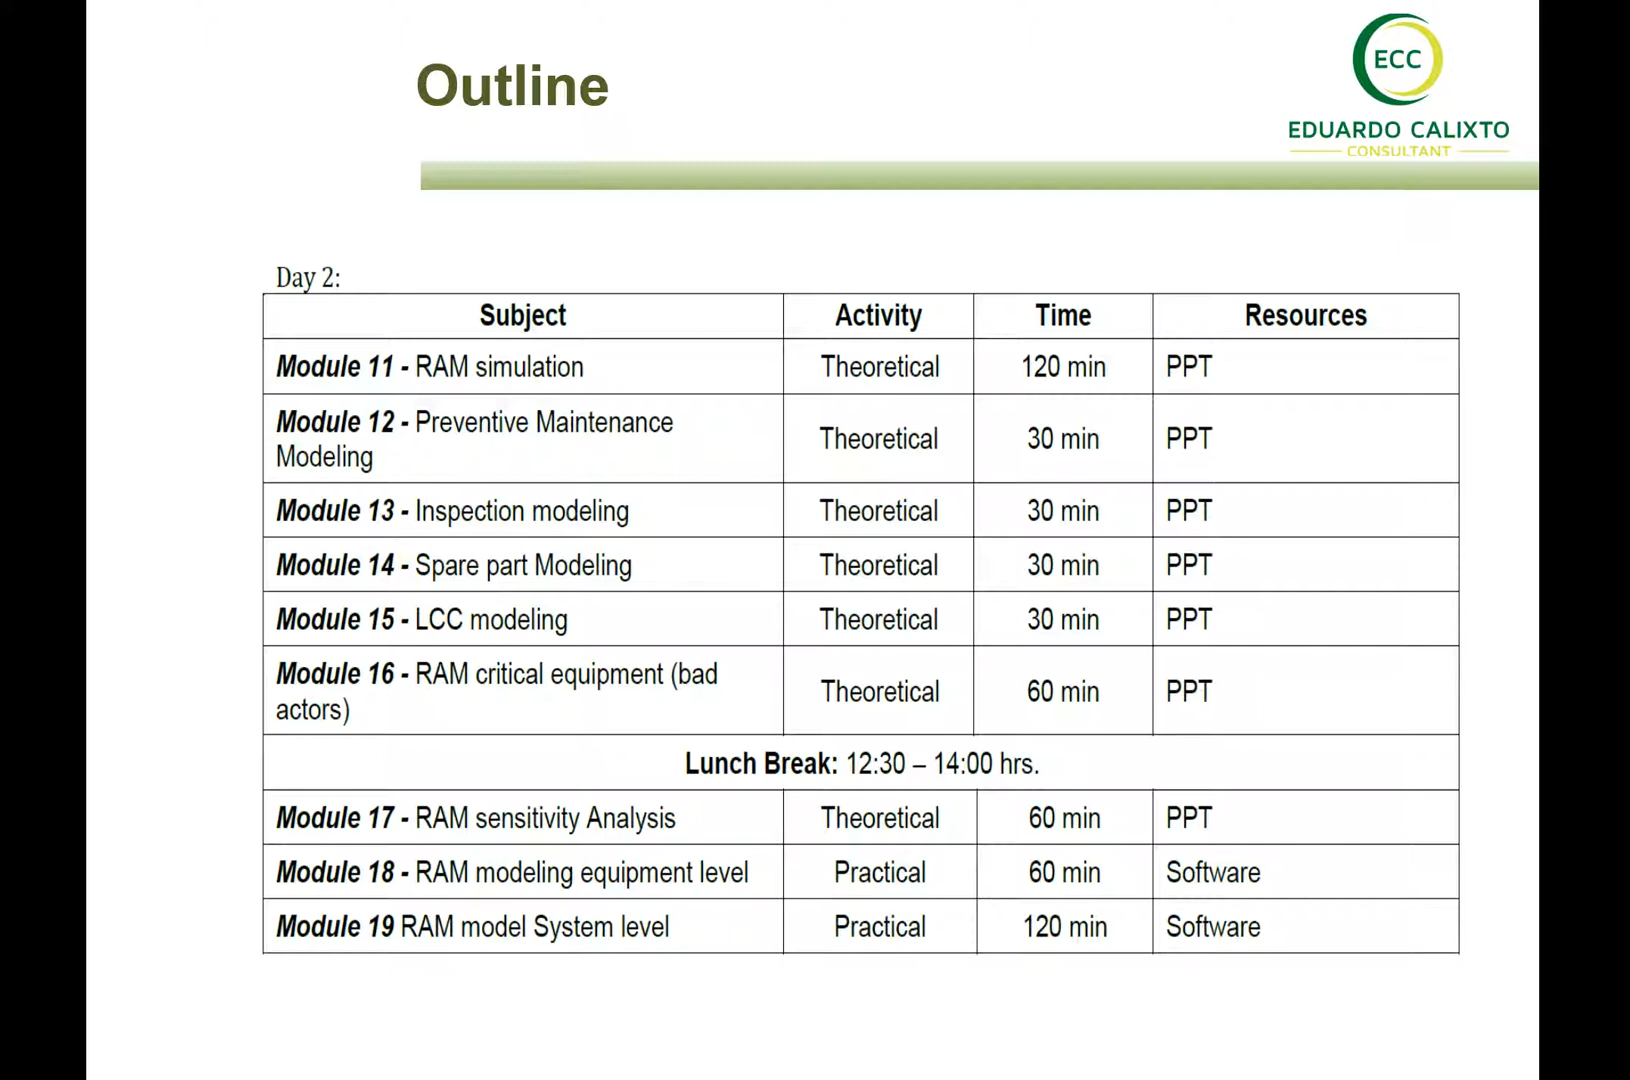 Outline
ECC
EDUARDO CALIXTO
CONSULTANT
Day 2:
Subject Activity Time Resources
Module 11 - RAM simulation Theoretical 120 min PPT
Module 12 - Preventive Maintenance
Modeling Theoretical 30 min PPT
Module 13 - Inspection modeling Theoretical 30 min PPT
Module 14 - Spare part Modeling Theoretical 30 min PPT
Module 15 - LCC modeling Theoretical 30 min PPT
Module 16 - RAM critical equipment (bad
actors) Theoretical 60 min PPT
Lunch Break: 12:30 – 14:00 hrs.
Module 17 - RAM sensitivity Analysis Theoretical 60 min PPT
Module 18 - RAM modeling equipment level Practical 60 min Software
Module 19 RAM model System level Practical 120 min Software